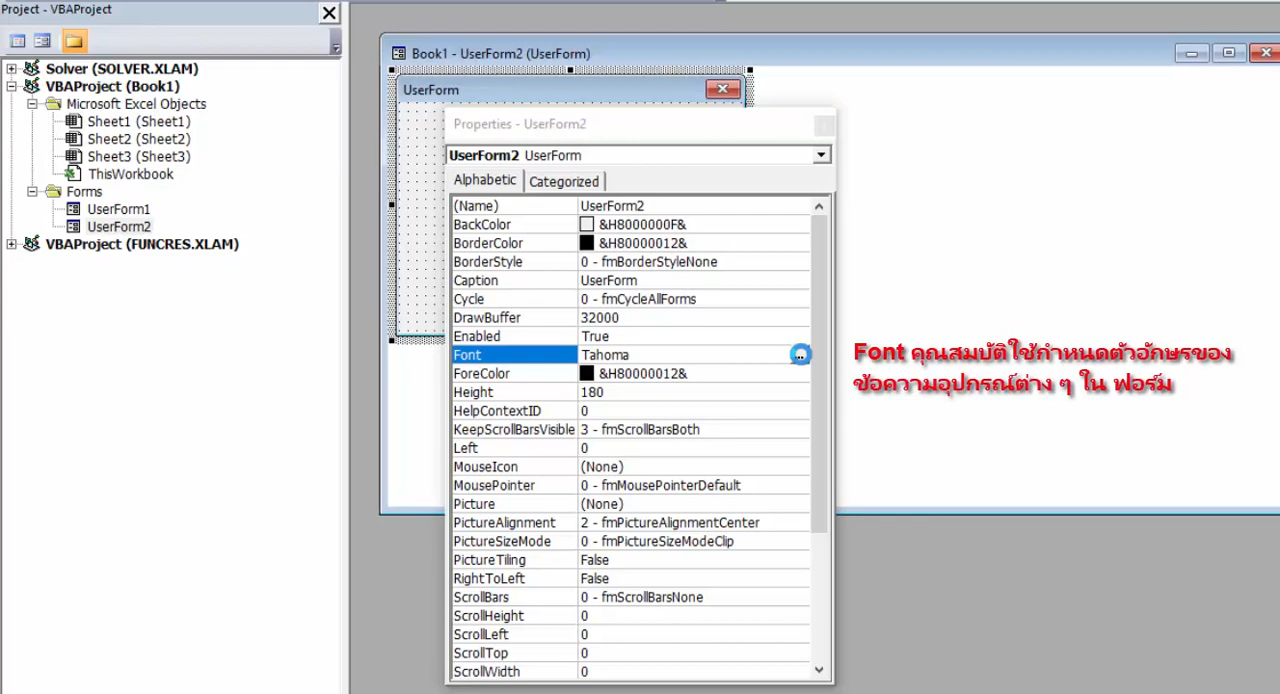 Project - VBAProject
Solver (SOLVER.XLAM)
VBAProject (Book1)
Microsoft Excel Objects
Sheet1 (Sheet1)
Sheet2 (Sheet2)
Sheet3 (Sheet3)
ThisWorkbook
Forms
UserForm1
UserForm2
VBAProject (FUNCRES.XLAM)
Book1 - UserForm2 (UserForm)
UserForm
Properties - UserForm2
UserForm2 UserForm
Alphabetic Categorized
(Name) UserForm2
BackColor &H8000000F&
BorderColor &H80000012&
BorderStyle 0 - fmBorderStyleNone
Caption UserForm
Cycle 0 - fmCycleAllForms
DrawBuffer 32000
Enabled True
Font Tahoma ...
ForeColor &H80000012&
Height 180
HelpContextID 0
KeepScrollBarsVisible 3 - fmScrollBarsBoth
Left 0
MouseIcon (None)
MousePointer 0 - fmMousePointerDefault
Picture (None)
PictureAlignment 2 - fmPictureAlignmentCenter
PictureSizeMode 0 - fmPictureSizeModeClip
PictureTiling False
RightToLeft False
ScrollBars 0 - fmScrollBarsNone
ScrollHeight 0
ScrollLeft 0
ScrollTop 0
ScrollWidth 0
Font คุณสมบัติใช้กำหนดตัวอักษรของ
ข้อความอุปกรณ์ต่าง ๆ ใน ฟอร์ม